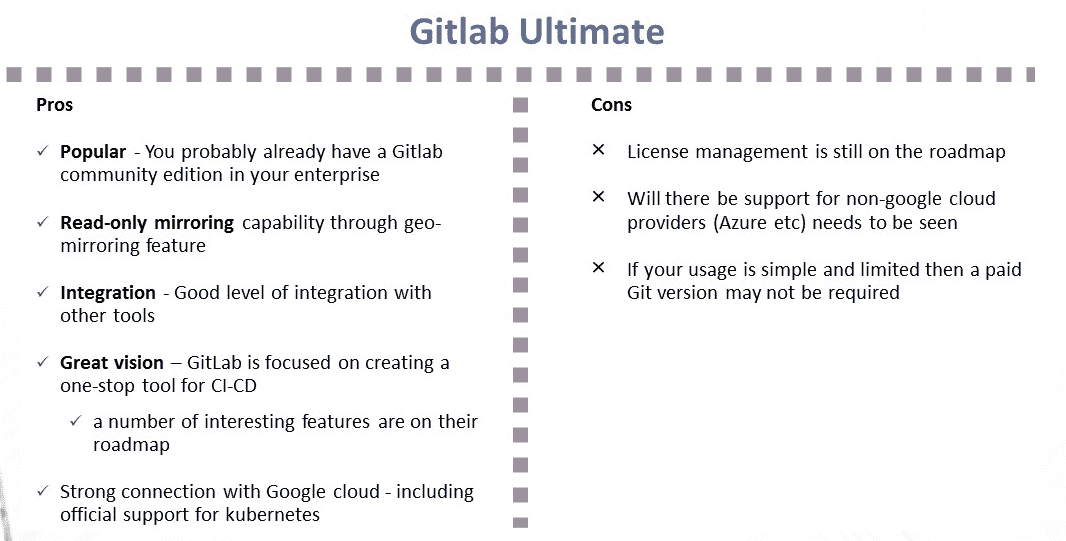 Gitlab Ultimate
Pros
✓ Popular - You probably already have a Gitlab
community edition in your enterprise
✓ Read-only mirroring capability through geo-
mirroring feature
✓ Integration - Good level of integration with
other tools
✓ Great vision – GitLab is focused on creating a
one-stop tool for CI-CD
✓ a number of interesting features are on their
roadmap
✓ Strong connection with Google cloud - including
official support for kubernetes
Cons
✕ License management is still on the roadmap
✕ Will there be support for non-google cloud
providers (Azure etc) needs to be seen
✕ If your usage is simple and limited then a paid
Git version may not be required